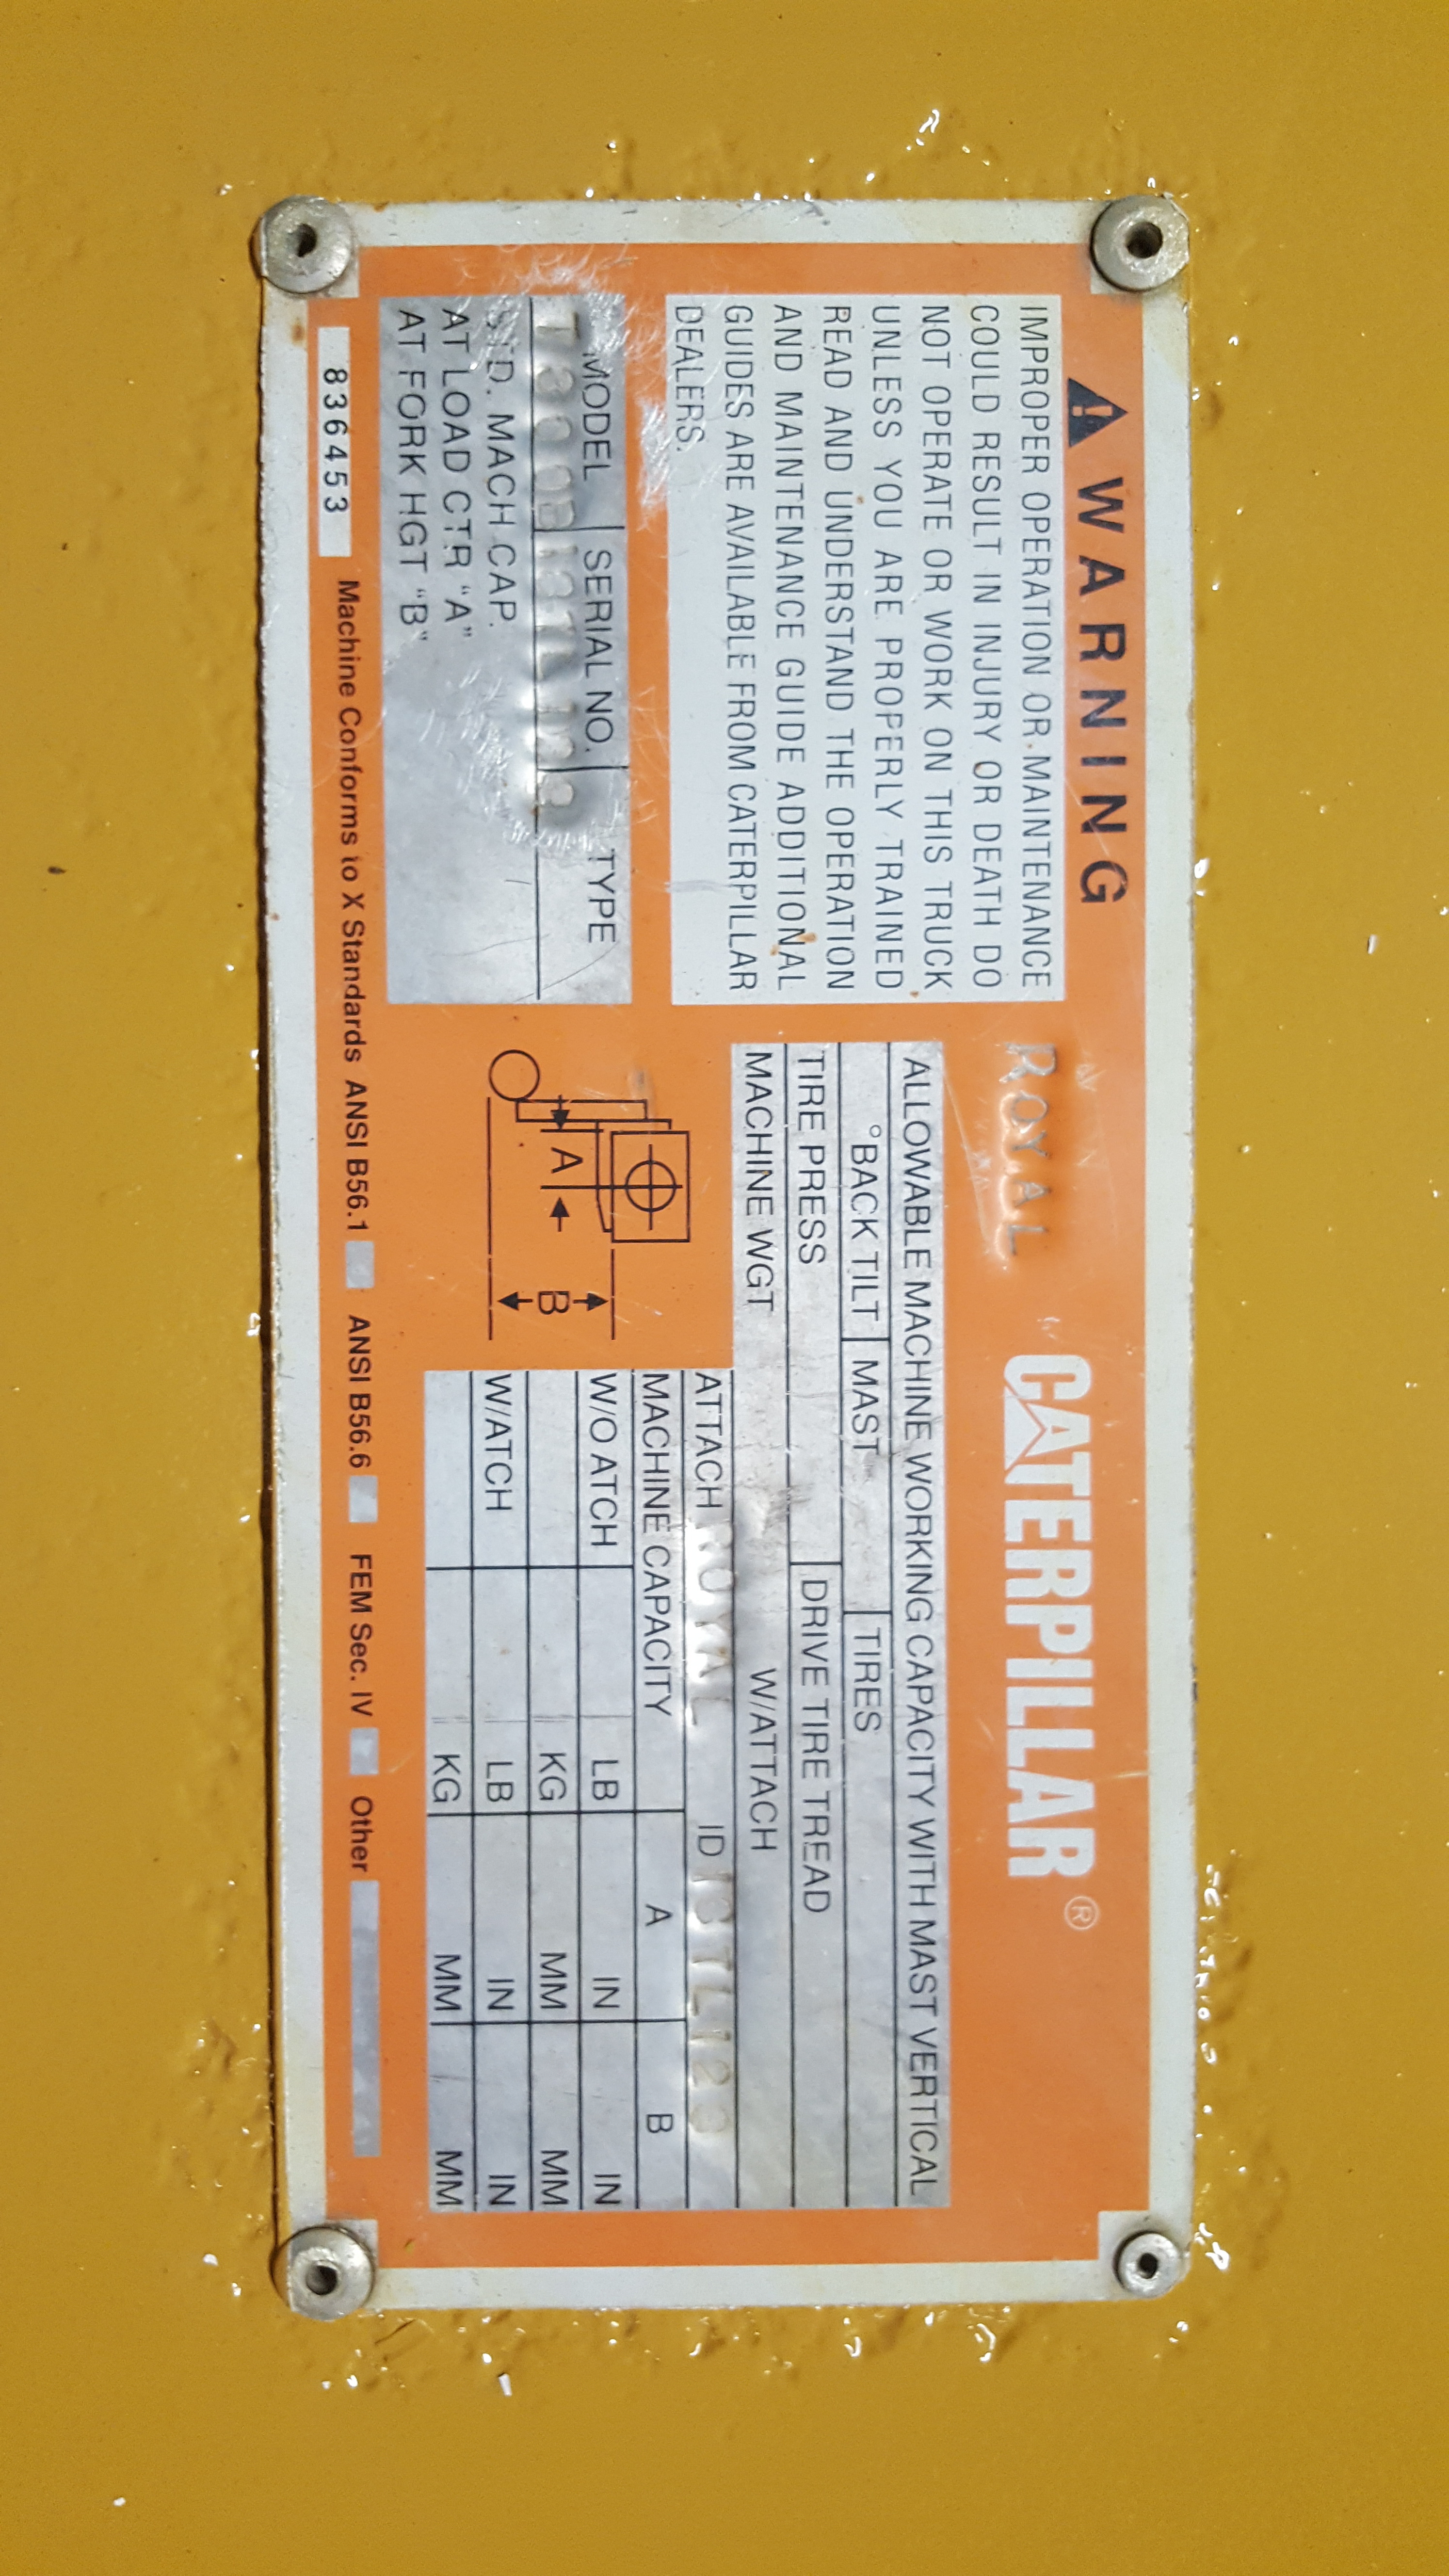 WARNING
IMPROPER OPERATION OR MAINTENANCE
COULD RESULT IN INJURY OR DEATH DO
NOT OPERATE OR WORK ON THIS TRUCK
UNLESS YOU ARE PROPERLY TRAINED
READ AND UNDERSTAND THE OPERATION
AND MAINTENANCE GUIDE ADDITIONAL
GUIDES ARE AVAILABLE FROM CATERPILLAR
DEALERS.
MODEL SERIAL NO. TYPE
STD. MACH CAP.
AT LOAD CTR "A"
AT FORK HGT "B"
ROYAL CATERPILLAR ®
ALLOWABLE MACHINE WORKING CAPACITY WITH MAST VERTICAL
°BACK TILT MAST TIRES
TIRE PRESS DRIVE TIRE TREAD
MACHINE WGT W/ATTACH
ATTACH ROYAL ID
MACHINE CAPACITY A B
W/O ATCH LB IN IN
KG MM MM
W/ATCH LB IN IN
KG MM MM
A
B
836453 Machine Conforms to X Standards ANSI B56.1 ANSI B56.6 FEM Sec. IV Other